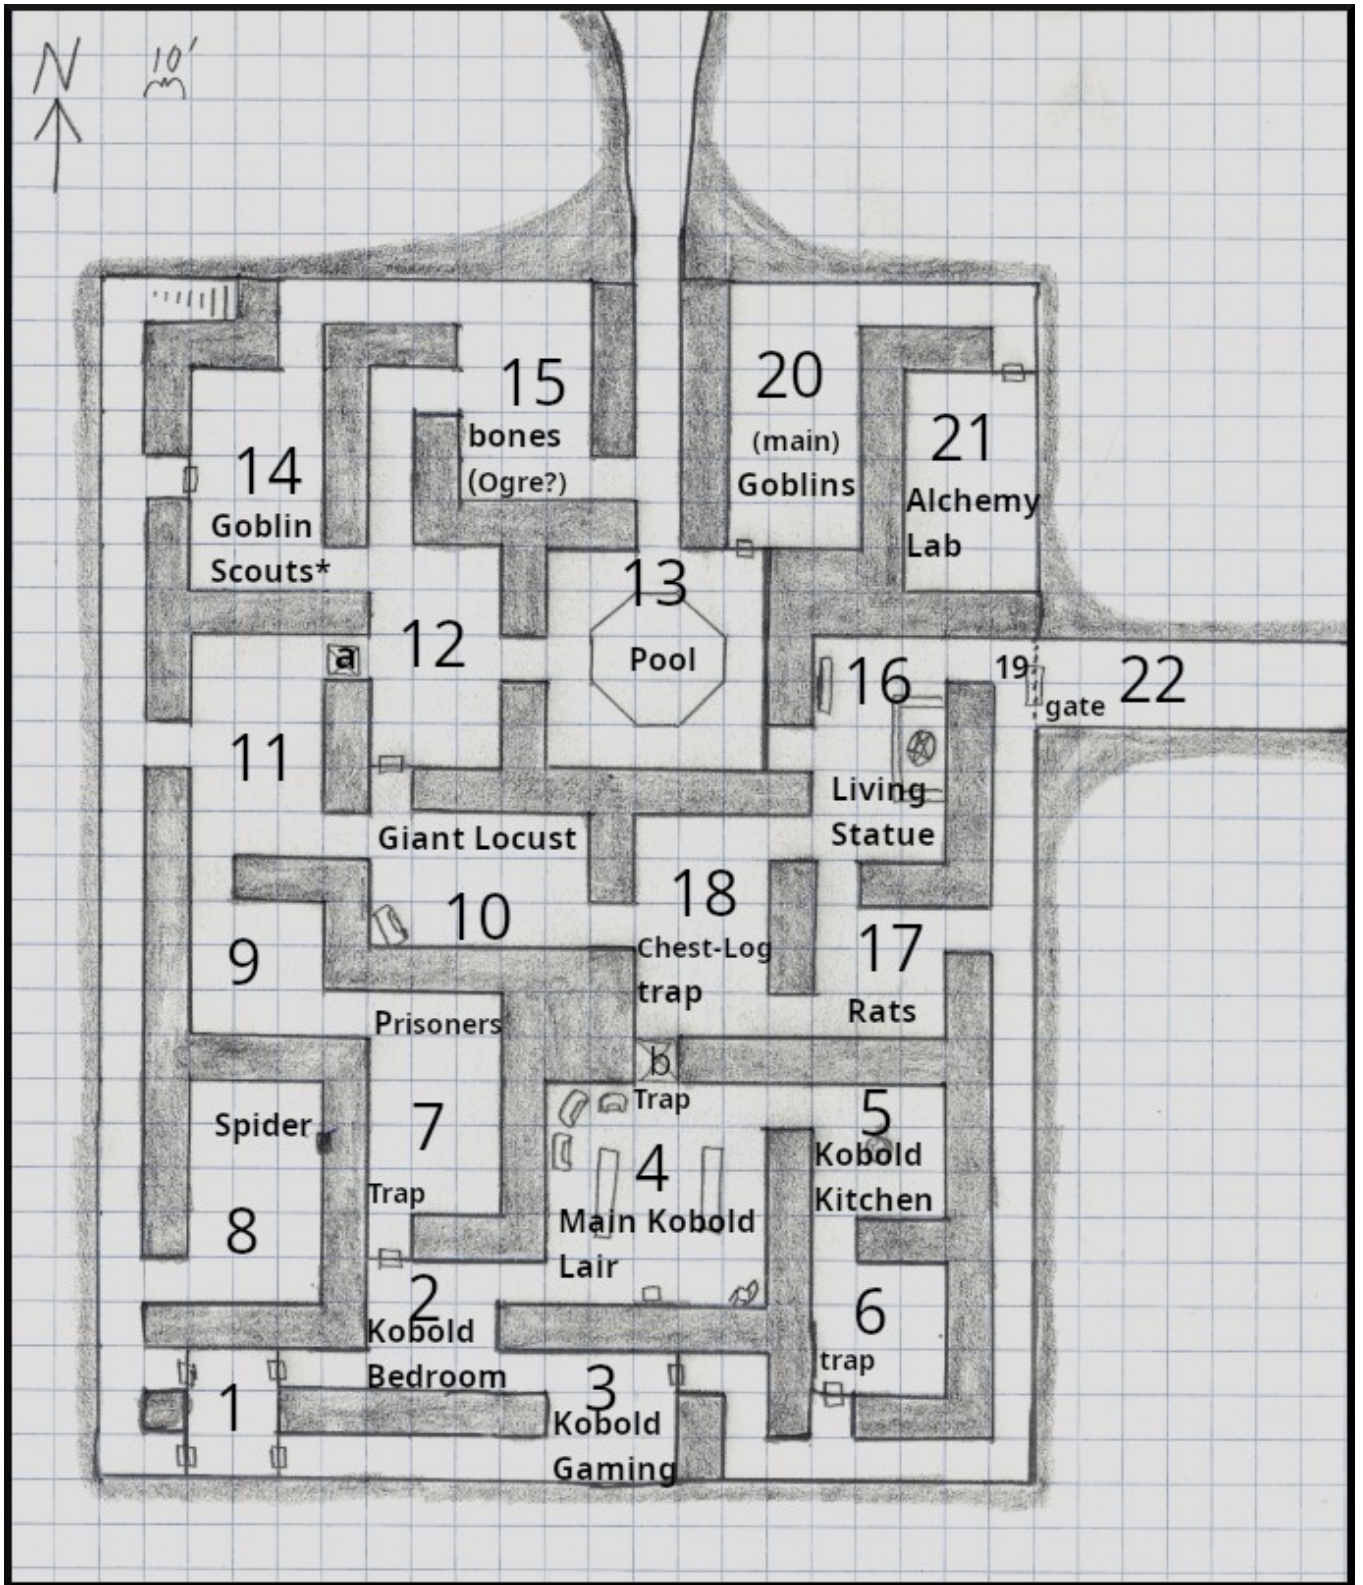 N
10'
15
20
bones
(main)
21
14
(Ogre?)
Goblins
Goblin
Alchemy
Lab
Scouts*
13
12
a
Pool
16
19
22
gate
11
Living
Statue
Giant Locust
18
10
9
Chest-Log
trap
17
Rats
Prisoners
b
Trap
Spider
7
5
4
Kobold
Kitchen
Trap
8
Main Kobold
Lair
2
6
Kobold
Bedroom
trap
1
3
Kobold
Gaming